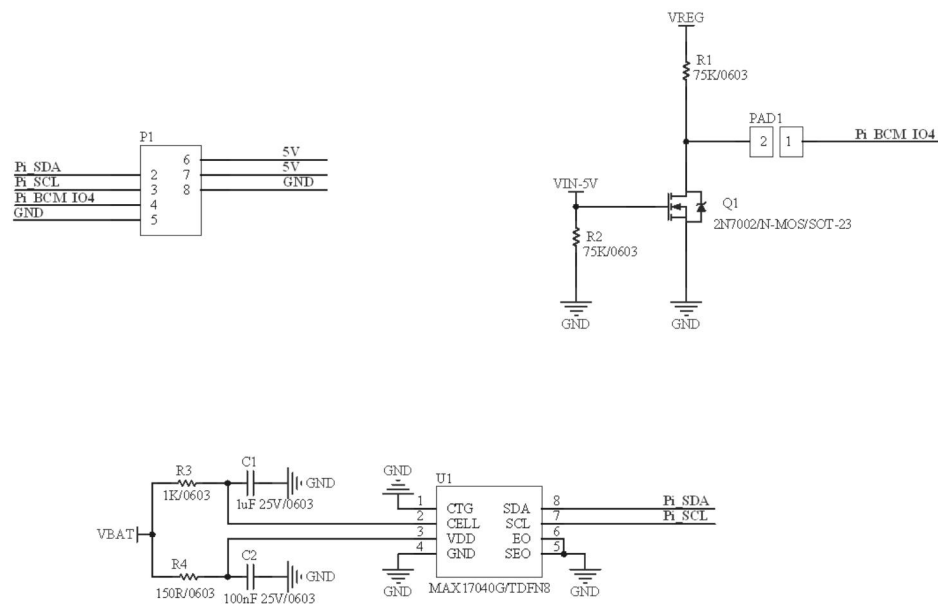 VREG
R1
75K/0603
PAD1
2 1
Pi_BCM_IO4
VIN-5V
Q1
2N7002/N-MOS/SOT-23
R2
75K/0603
GND
GND
P1
Pi_SDA 2
Pi_SCL 3
Pi_BCM_IO4 4
GND 5
6 5V
7 5V
8 GND
R3
1K/0603
C1
1uF 25V/0603
GND
VBAT
R4
150R/0603
C2
100nF 25V/0603
GND
GND
U1
1 CTG SDA 8 Pi_SDA
2 CELL SCL 7 Pi_SCL
3 VDD EO 6
4 GND SEO 5
GND
GND
MAX17040G/TDFN8